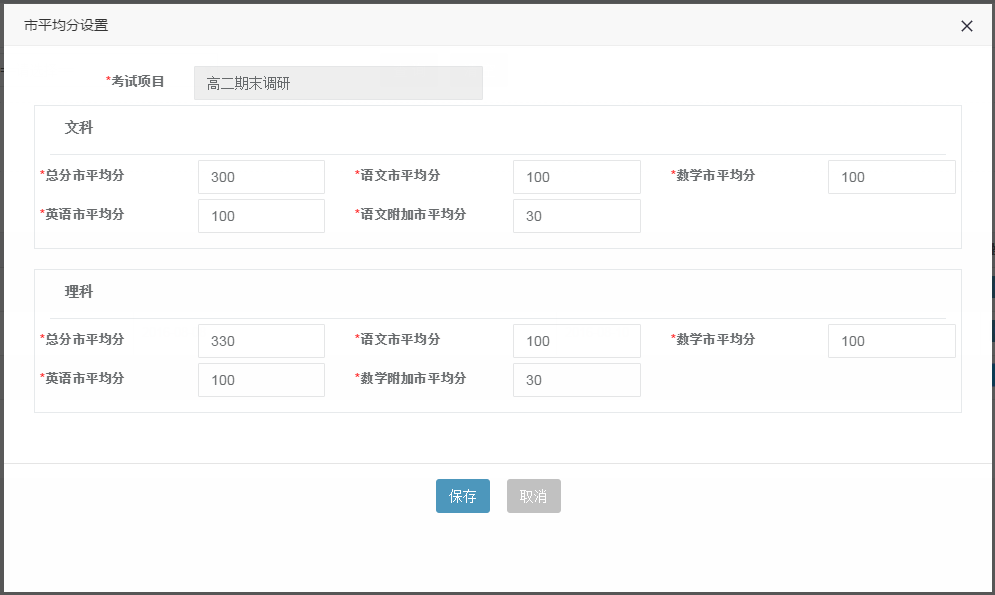 市平均分设置
*考试项目 高二期末调研
文科
*总分市平均分 300 *语文市平均分 100 *数学市平均分 100
*英语市平均分 100 *语文附加市平均分 30
理科
*总分市平均分 330 *语文市平均分 100 *数学市平均分 100
*英语市平均分 100 *数学附加市平均分 30
保存 取消